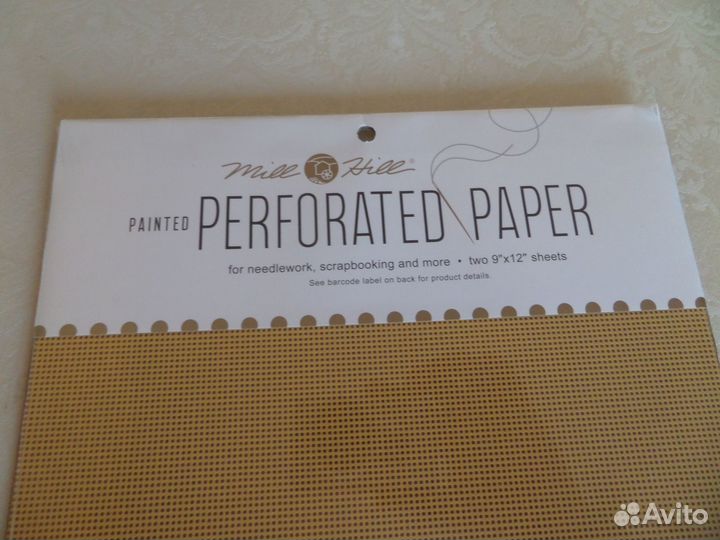 Mill Hill®
PAINTED PERFORATED PAPER
for needlework, scrapbooking and more • two 9"x12" sheets
See barcode label on back for product details.
Avito